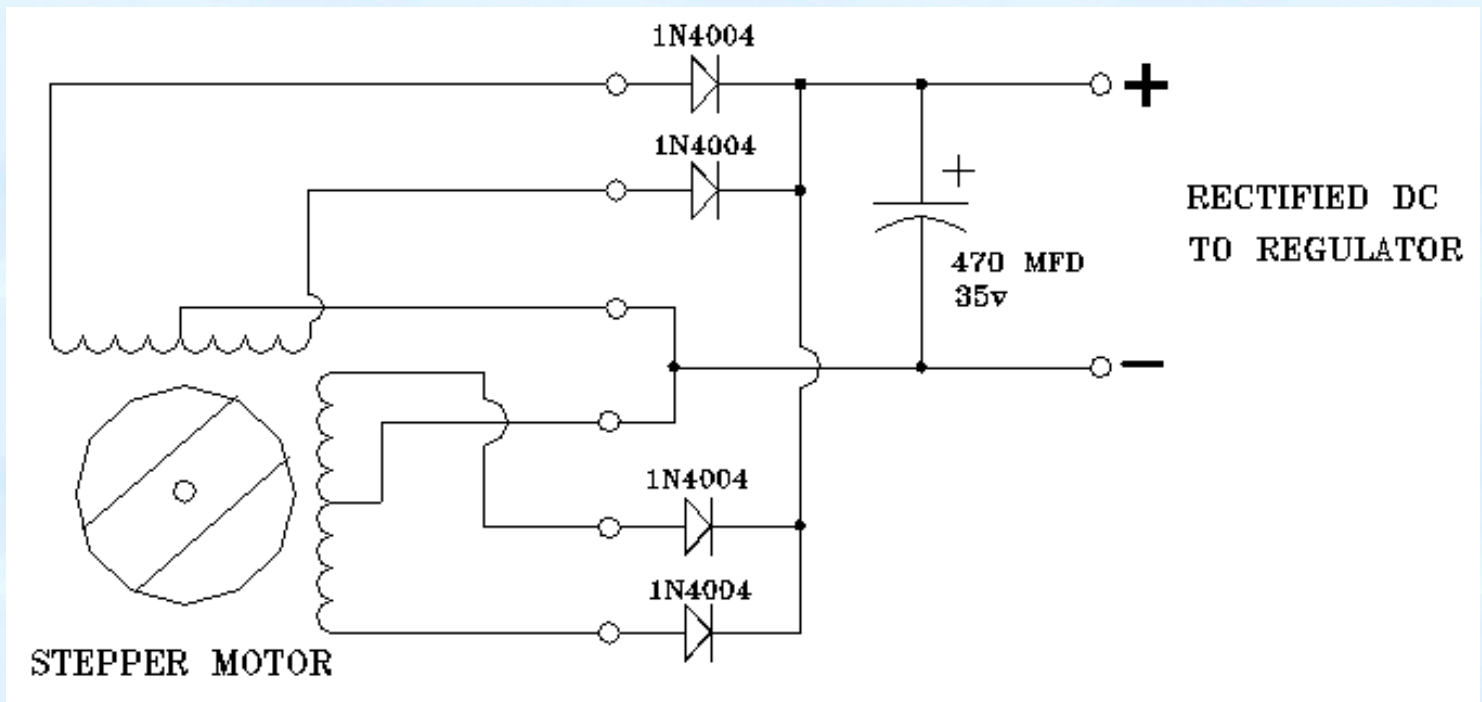 1N4004
+
1N4004
+
RECTIFIED DC
TO REGULATOR
470 MFD
35v
−
1N4004
1N4004
STEPPER MOTOR